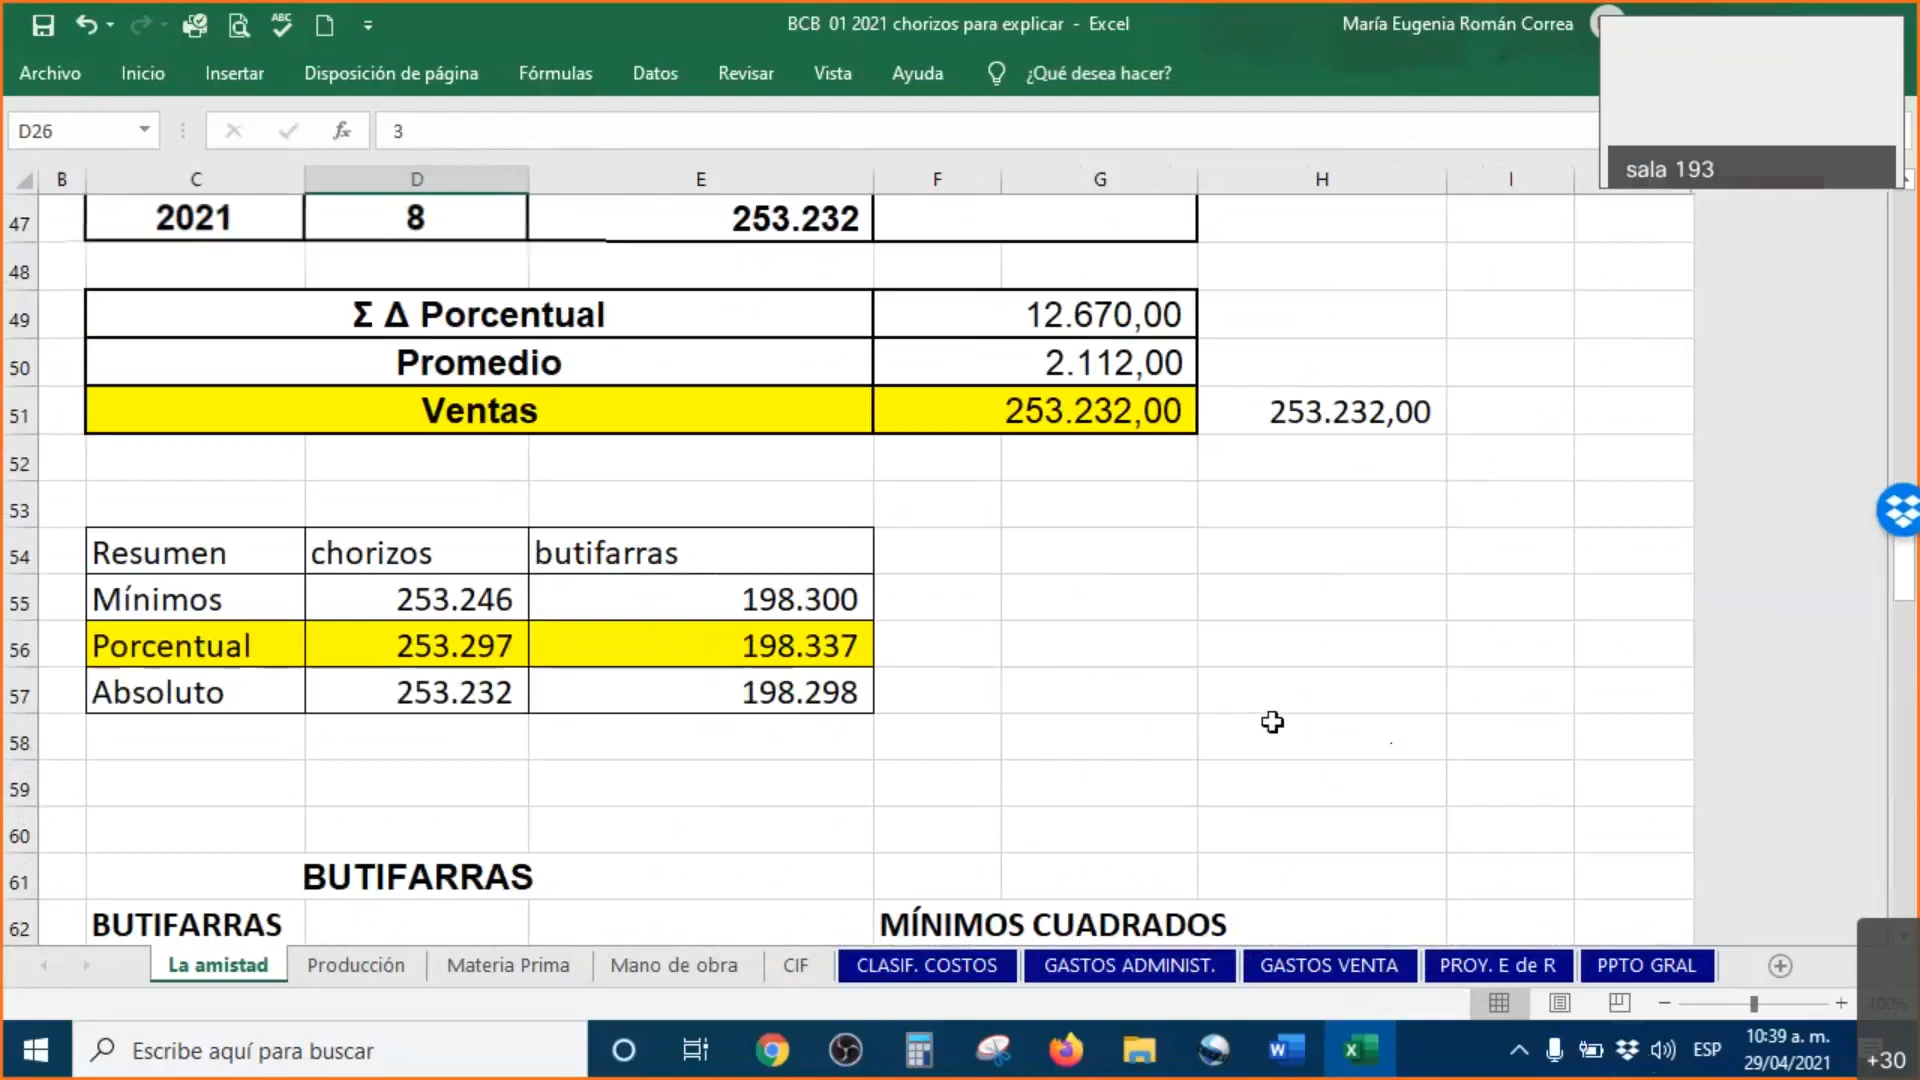 ABC
BCB 01 2021 chorizos para explicar - Excel
María Eugenia Román Correa
Archivo Inicio Insertar Disposición de página Fórmulas Datos Revisar Vista Ayuda ¿Qué desea hacer?
sala 193
D26 fx 3
B C D E F G H I
47 2021 8 253.232
48
49 Σ Δ Porcentual 12.670,00
50 Promedio 2.112,00
51 Ventas 253.232,00 253.232,00
52
53
54 Resumen chorizos butifarras
55 Mínimos 253.246 198.300
56 Porcentual 253.297 198.337
57 Absoluto 253.232 198.298
58
59
60
61 BUTIFARRAS
62 BUTIFARRAS MÍNIMOS CUADRADOS
La amistad Producción Materia Prima Mano de obra CIF CLASIF. COSTOS GASTOS ADMINIST. GASTOS VENTA PROY. E de R PPTO GRAL
100%
Escribe aquí para buscar
ESP
10:39 a. m.
29/04/2021
+30